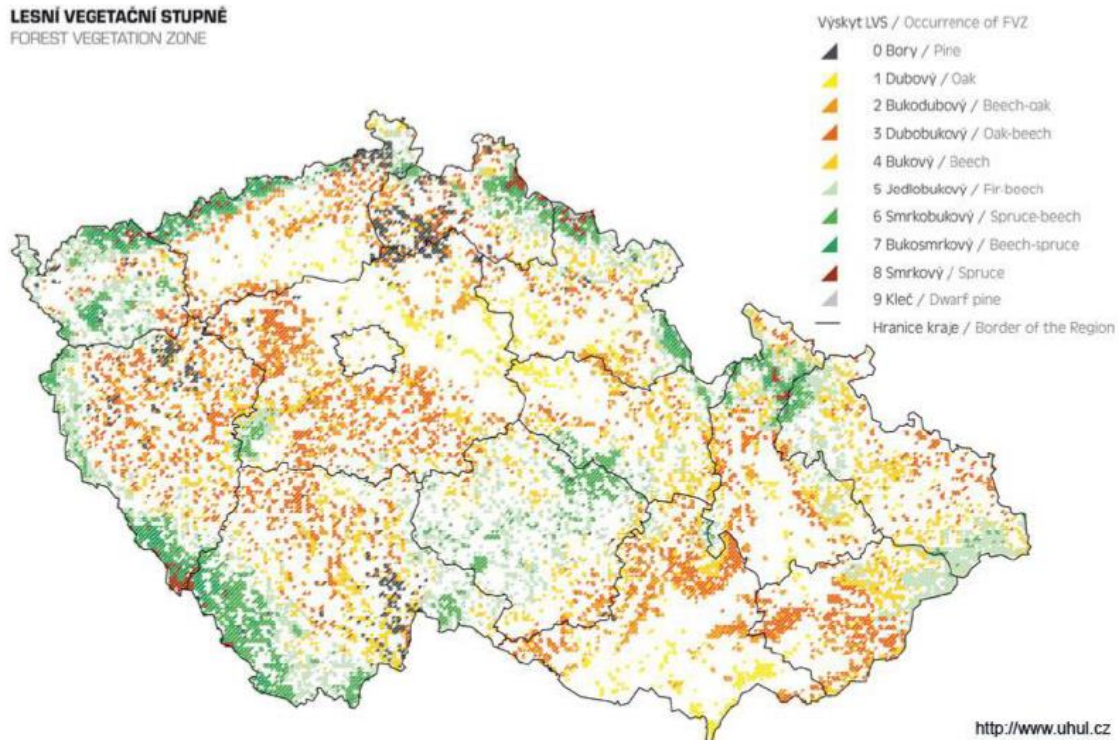 LESNÍ VEGETAČNÍ STUPNĚ
FOREST VEGETATION ZONE
Výskyt LVS / Occurrence of FVZ
0 Bory / Pine
1 Dubový / Oak
2 Bukodubový / Beech-oak
3 Dubobukový / Oak-beech
4 Bukový / Beech
5 Jedlobukový / Fir-beech
6 Smrkobukový / Spruce-beech
7 Bukosmrkový / Beech-spruce
8 Smrkový / Spruce
9 Kleč / Dwarf pine
Hranice kraje / Border of the Region
http://www.uhul.cz